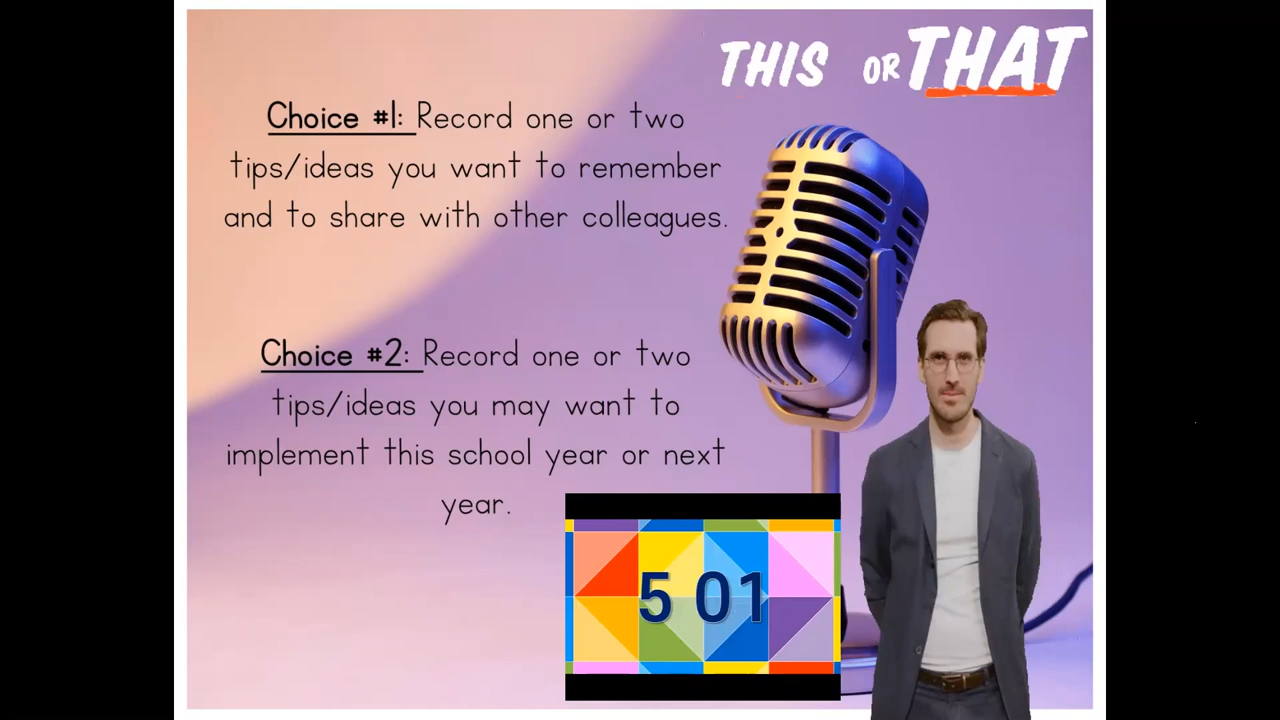 THIS OR THAT
Choice #1: Record one or two
tips/ideas you want to remember
and to share with other colleagues.
Choice #2: Record one or two
tips/ideas you may want to
implement this school year or next
year.
5 01